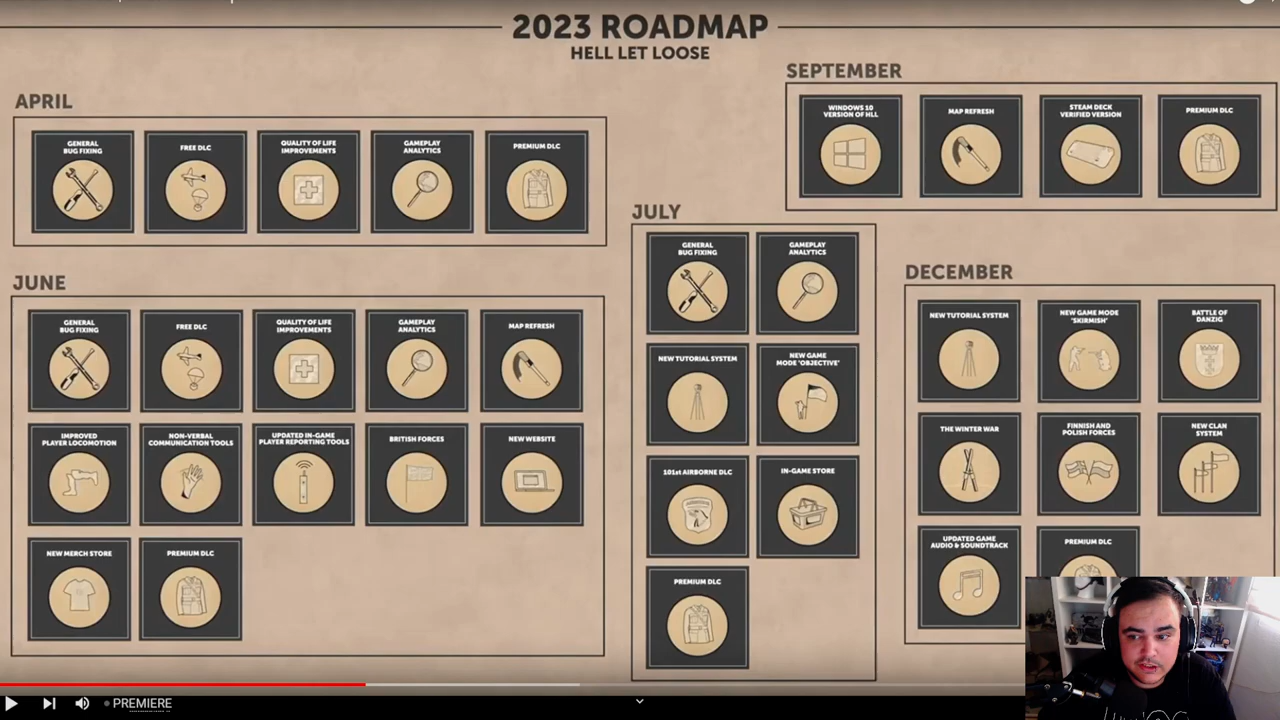 2023 ROADMAP
HELL LET LOOSE
APRIL
GENERAL
BUG FIXING
FREE DLC
QUALITY OF LIFE
IMPROVEMENTS
GAMEPLAY
ANALYTICS
PREMIUM DLC
JUNE
GENERAL
BUG FIXING
FREE DLC
QUALITY OF LIFE
IMPROVEMENTS
GAMEPLAY
ANALYTICS
MAP REFRESH
IMPROVED
PLAYER LOCOMOTION
NON-VERBAL
COMMUNICATION TOOLS
UPDATED IN-GAME
PLAYER REPORTING TOOLS
BRITISH FORCES
NEW WEBSITE
NEW MERCH STORE
PREMIUM DLC
JULY
GENERAL
BUG FIXING
GAMEPLAY
ANALYTICS
NEW TUTORIAL SYSTEM
NEW GAME
MODE 'OBJECTIVE'
101st AIRBORNE DLC
IN-GAME STORE
PREMIUM DLC
SEPTEMBER
WINDOWS 10
VERSION OF HLL
MAP REFRESH
STEAM DECK
VERIFIED VERSION
PREMIUM DLC
DECEMBER
NEW TUTORIAL SYSTEM
NEW GAME MODE
'SKIRMISH'
BATTLE OF
DANZIG
THE WINTER WAR
FINNISH AND
POLISH FORCES
NEW CLAN
SYSTEM
UPDATED GAME
AUDIO & SOUNDTRACK
PREMIUM DLC
PREMIERE